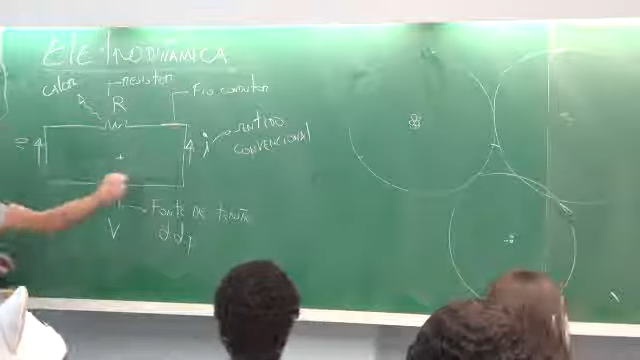 ELETRODINÂMICA
calor
resistor
R
Fio condutor
i
sentido
CONVENCIONAL
FONTE DE tensão
V
d.d.p